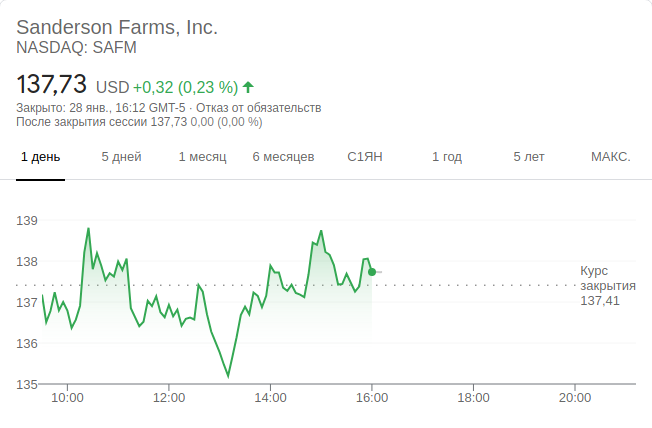 Sanderson Farms, Inc.
NASDAQ: SAFM
137,73 USD +0,32 (0,23 %)
Закрыто: 28 янв., 16:12 GMT-5 · Отказ от обязательств
После закрытия сессии 137,73 0,00 (0,00 %)
1 день 5 дней 1 месяц 6 месяцев С1ЯН 1 год 5 лет МАКС.
139
138
137
136
135
Курс
закрытия
137,41
10:00 12:00 14:00 16:00 18:00 20:00